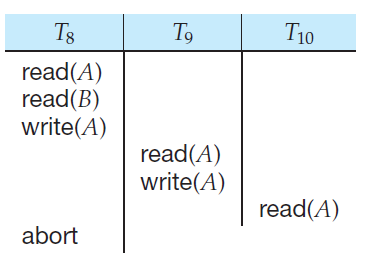 T8 T9 T10
read(A)
read(B)
write(A)
read(A)
write(A)
read(A)
abort